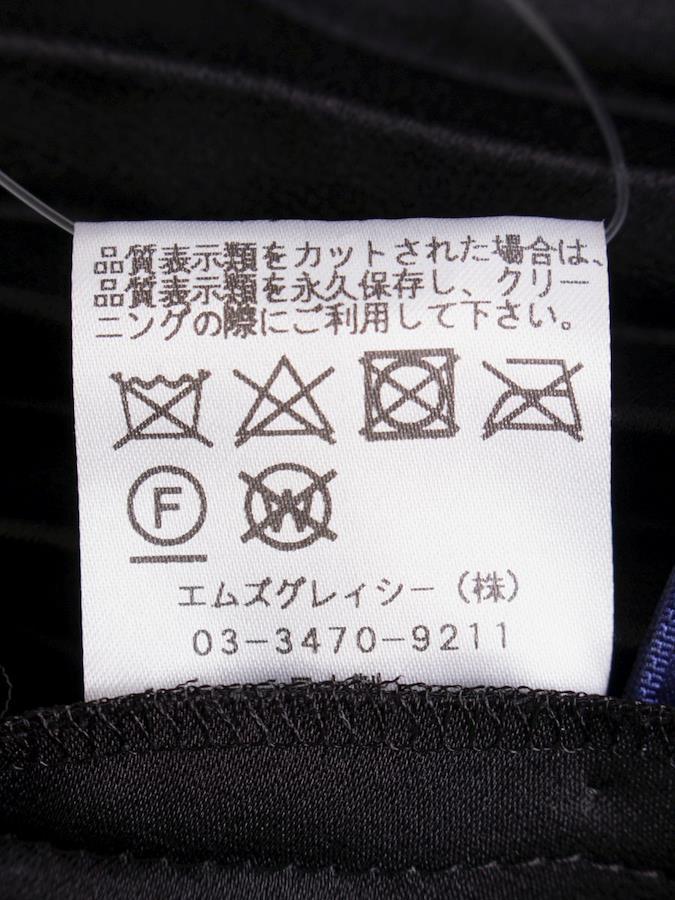 品質表示類をカットされた場合は、
品質表示類を永久保存し、クリー
ニングの際にご利用して下さい。
F W
エムズグレイシー（株）
03-3470-9211